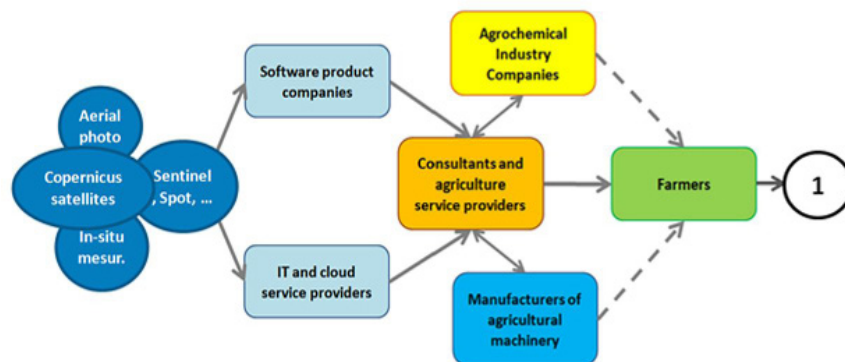 Aerial
photo
Copernicus
satellites
Sentinel
, Spot, ...
In-situ
mesur.
Software product
companies
IT and cloud
service providers
Agrochemical
Industry
Companies
Consultants and
agriculture
service providers
Manufacturers of
agricultural
machinery
Farmers
1